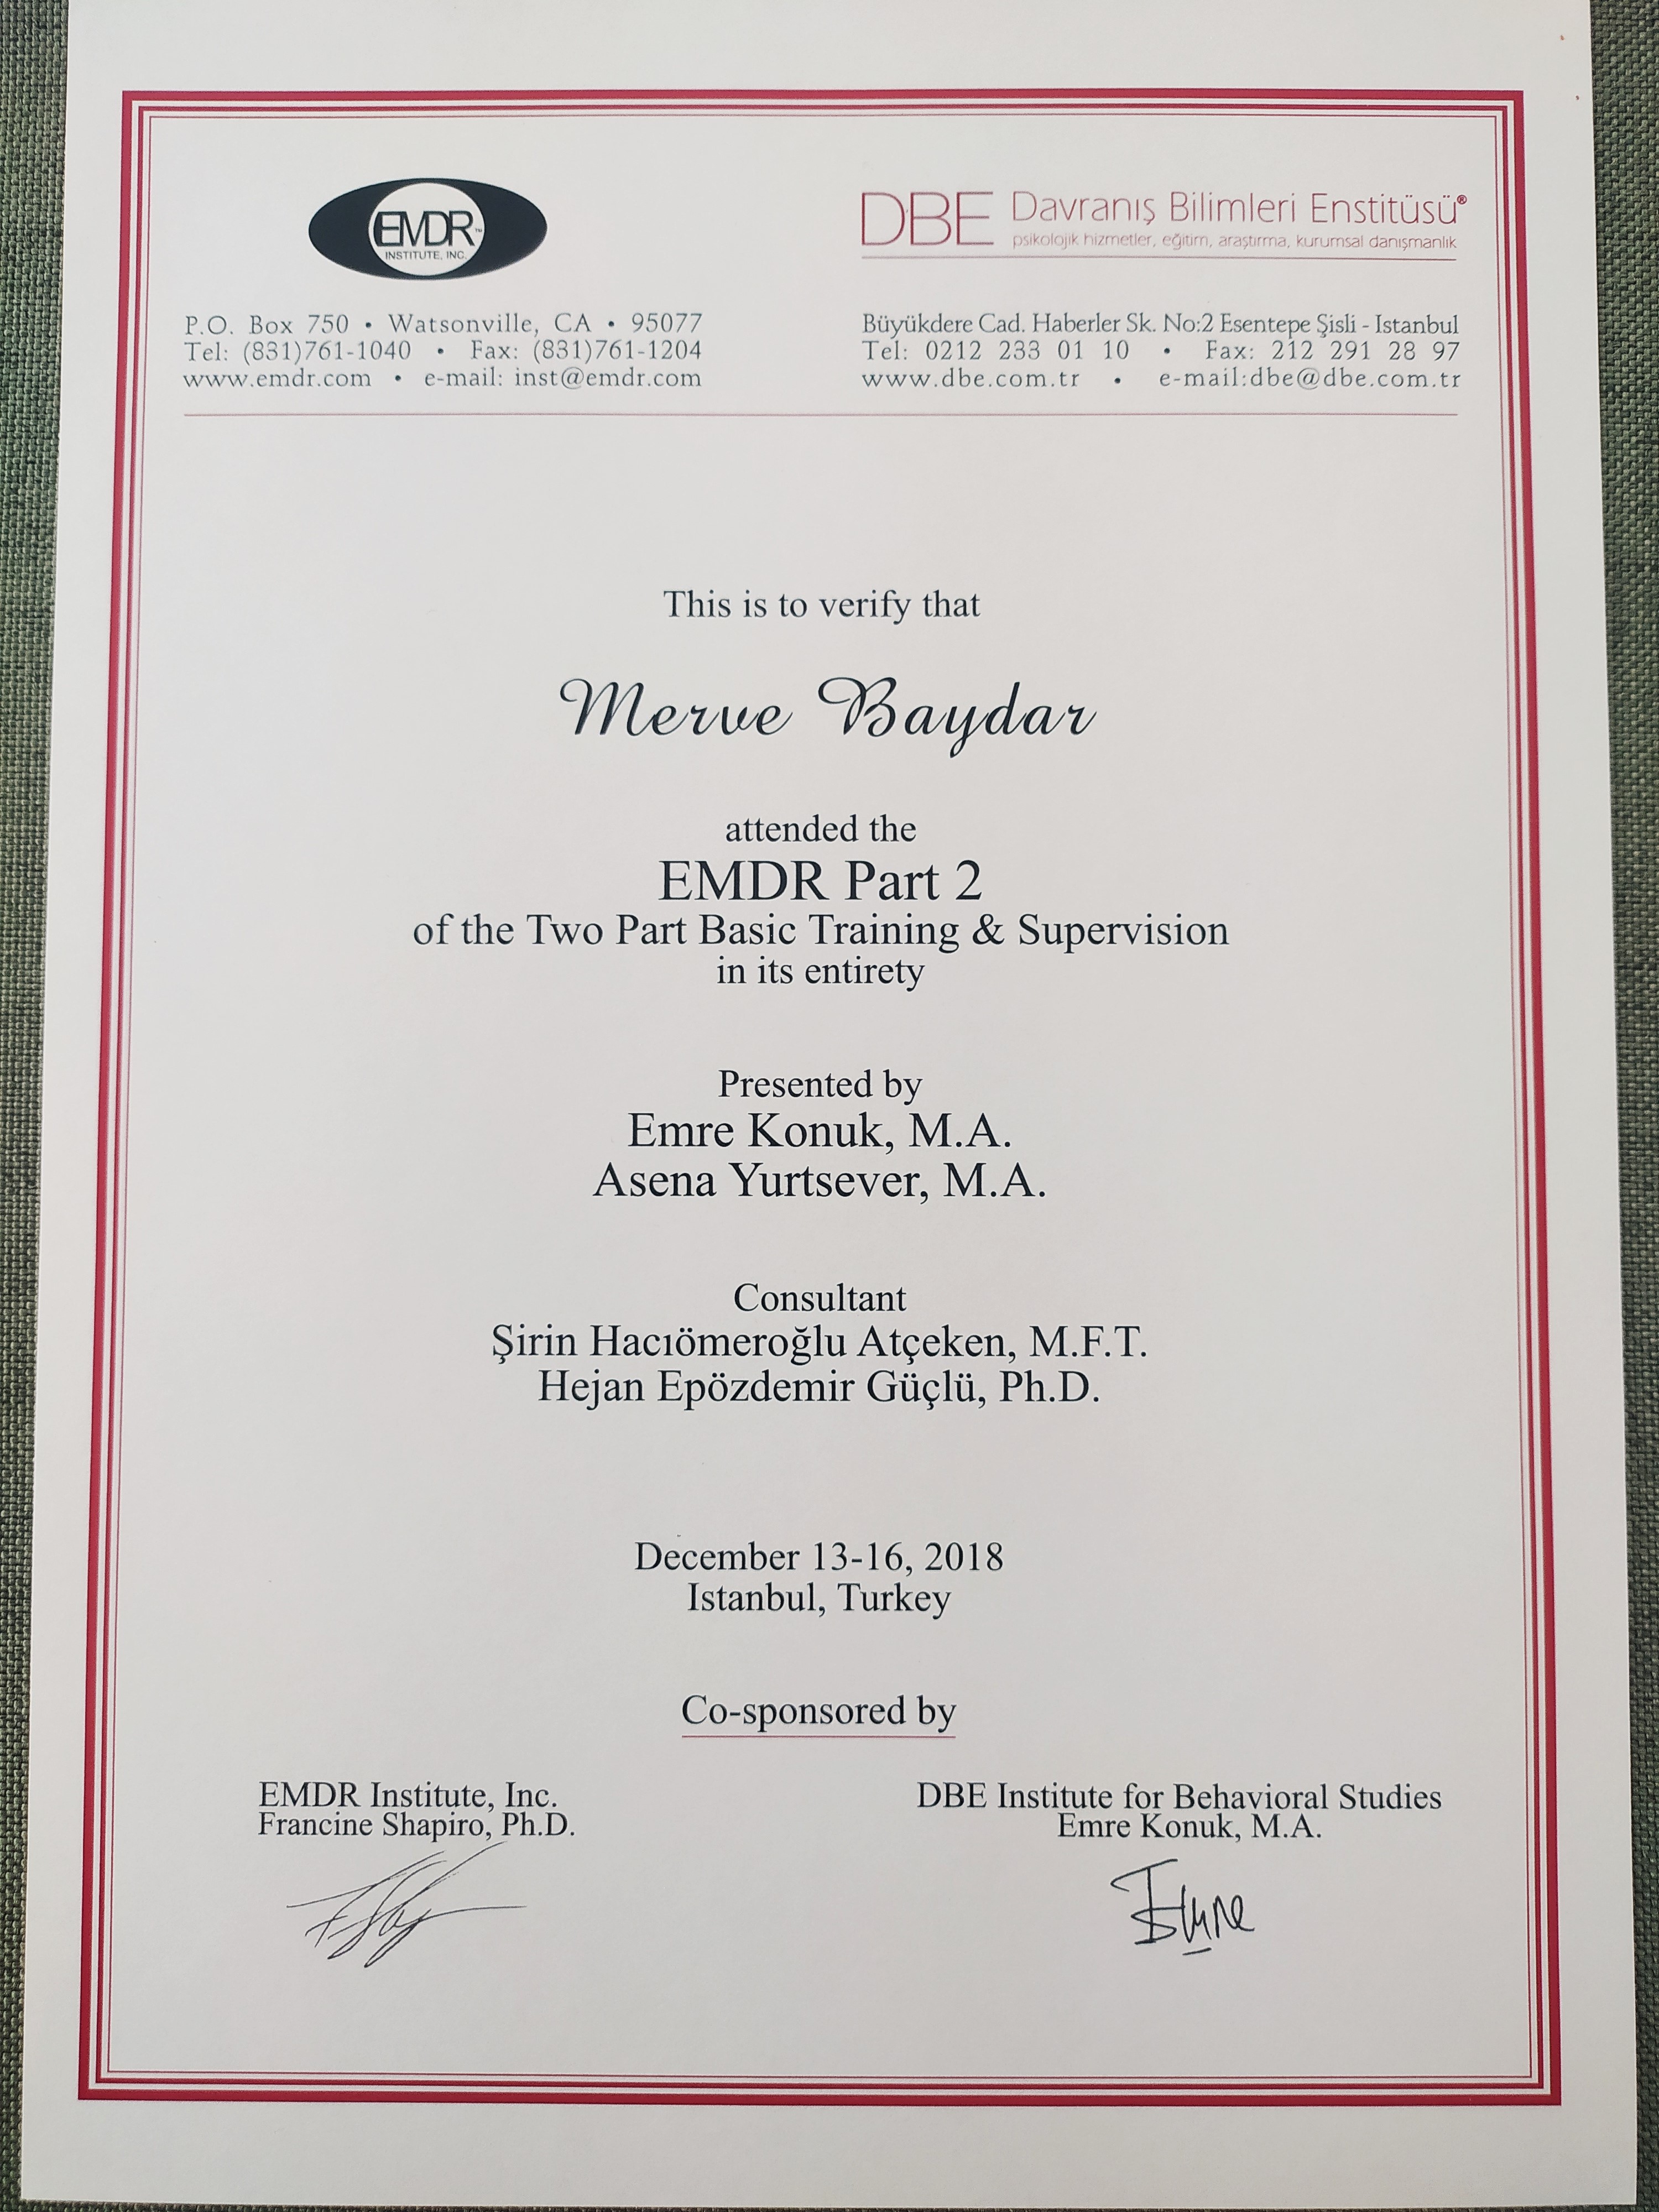 EMDR™
INSTITUTE, INC.
P.O. Box 750 • Watsonville, CA • 95077
Tel: (831)761-1040 • Fax: (831)761-1204
www.emdr.com • e-mail: inst@emdr.com
DBE Davranış Bilimleri Enstitüsü®
psikolojik hizmetler, eğitim, araştırma, kurumsal danışmanlık
Büyükdere Cad. Haberler Sk. No:2 Esentepe Şisli - Istanbul
Tel: 0212 233 01 10 • Fax: 212 291 28 97
www.dbe.com.tr • e-mail:dbe@dbe.com.tr
This is to verify that
Merve Baydar
attended the
EMDR Part 2
of the Two Part Basic Training & Supervision
in its entirety
Presented by
Emre Konuk, M.A.
Asena Yurtsever, M.A.
Consultant
Şirin Hacıömeroğlu Atçeken, M.F.T.
Hejan Epözdemir Güçlü, Ph.D.
December 13-16, 2018
Istanbul, Turkey
Co-sponsored by
EMDR Institute, Inc.
Francine Shapiro, Ph.D.
DBE Institute for Behavioral Studies
Emre Konuk, M.A.
Emre